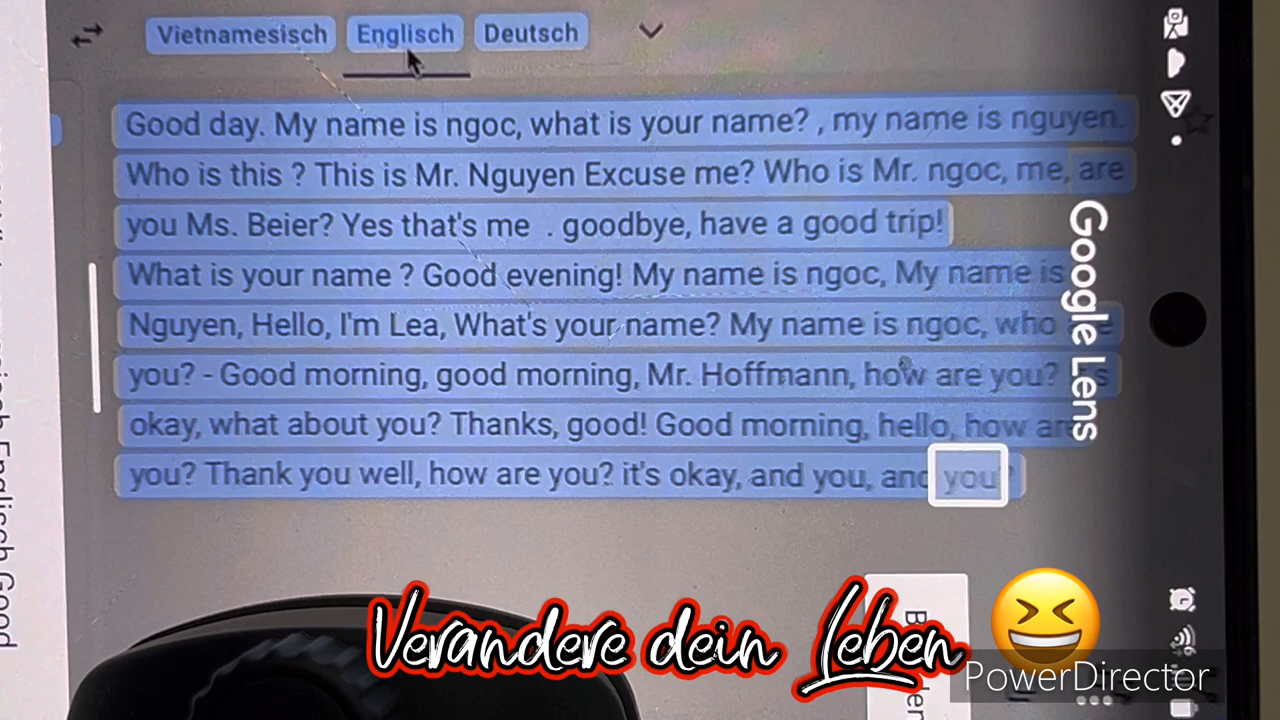 Vietnamesisch Englisch Deutsch
Good day. My name is ngoc, what is your name? , my name is nguyen.
Who is this ? This is Mr. Nguyen Excuse me? Who is Mr. ngoc, me, are
you Ms. Beier? Yes that's me . goodbye, have a good trip!
What is your name ? Good evening! My name is ngoc, My name is
Nguyen, Hello, I'm Lea, What's your name? My name is ngoc, who
you? - Good morning, good morning, Mr. Hoffmann, how are you?
okay, what about you? Thanks, good! Good morning, hello, how are
you? Thank you well, how are you? it's okay, and you, and you?
Google Lens
Englisch Good
Verandere dein Leben
PowerDirector